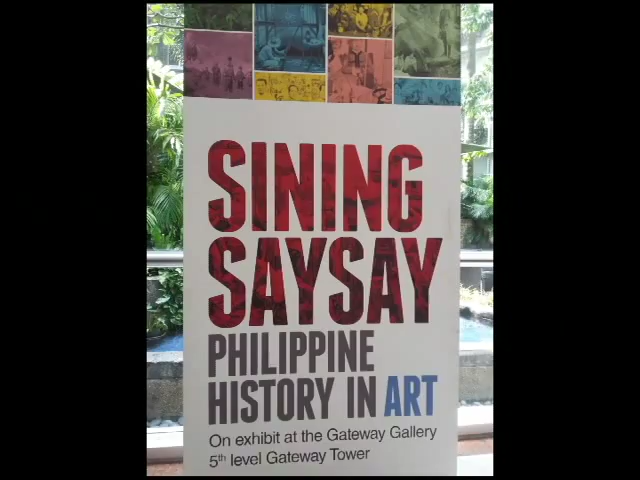 SINING
SAYSAY
PHILIPPINE
HISTORY IN ART
On exhibit at the Gateway Gallery
5th level Gateway Tower